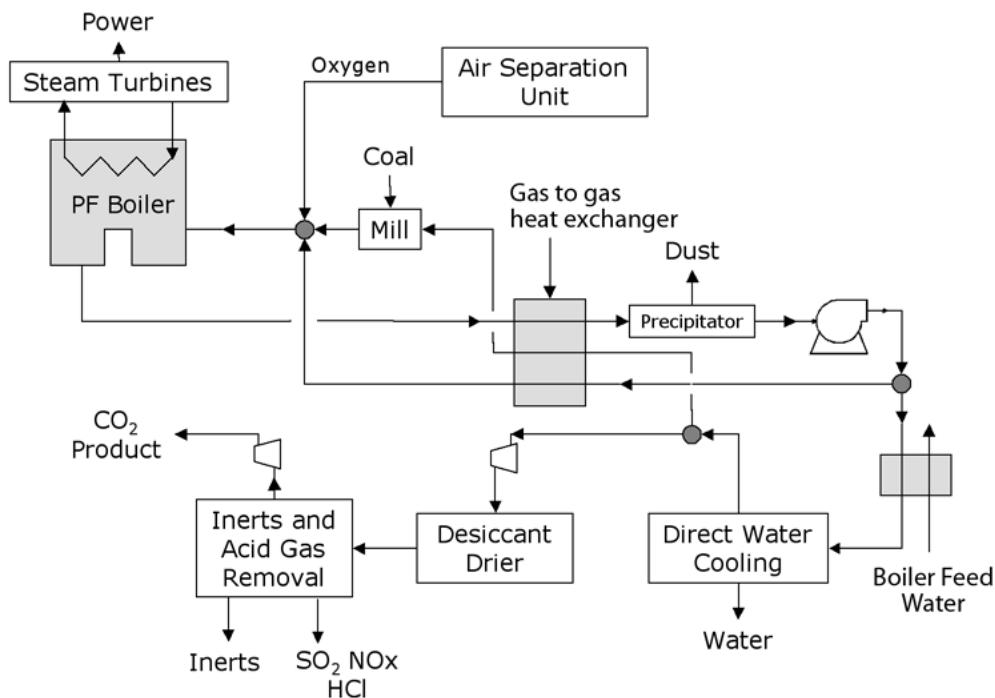 Power
Steam Turbines
Oxygen
Air Separation
Unit
PF Boiler
Coal
Mill
Gas to gas
heat exchanger
Dust
Precipitator
CO₂
Product
Inerts and
Acid Gas
Removal
Desiccant
Drier
Direct Water
Cooling
Boiler Feed
Water
Water
Inerts
SO₂ NOx
HCl